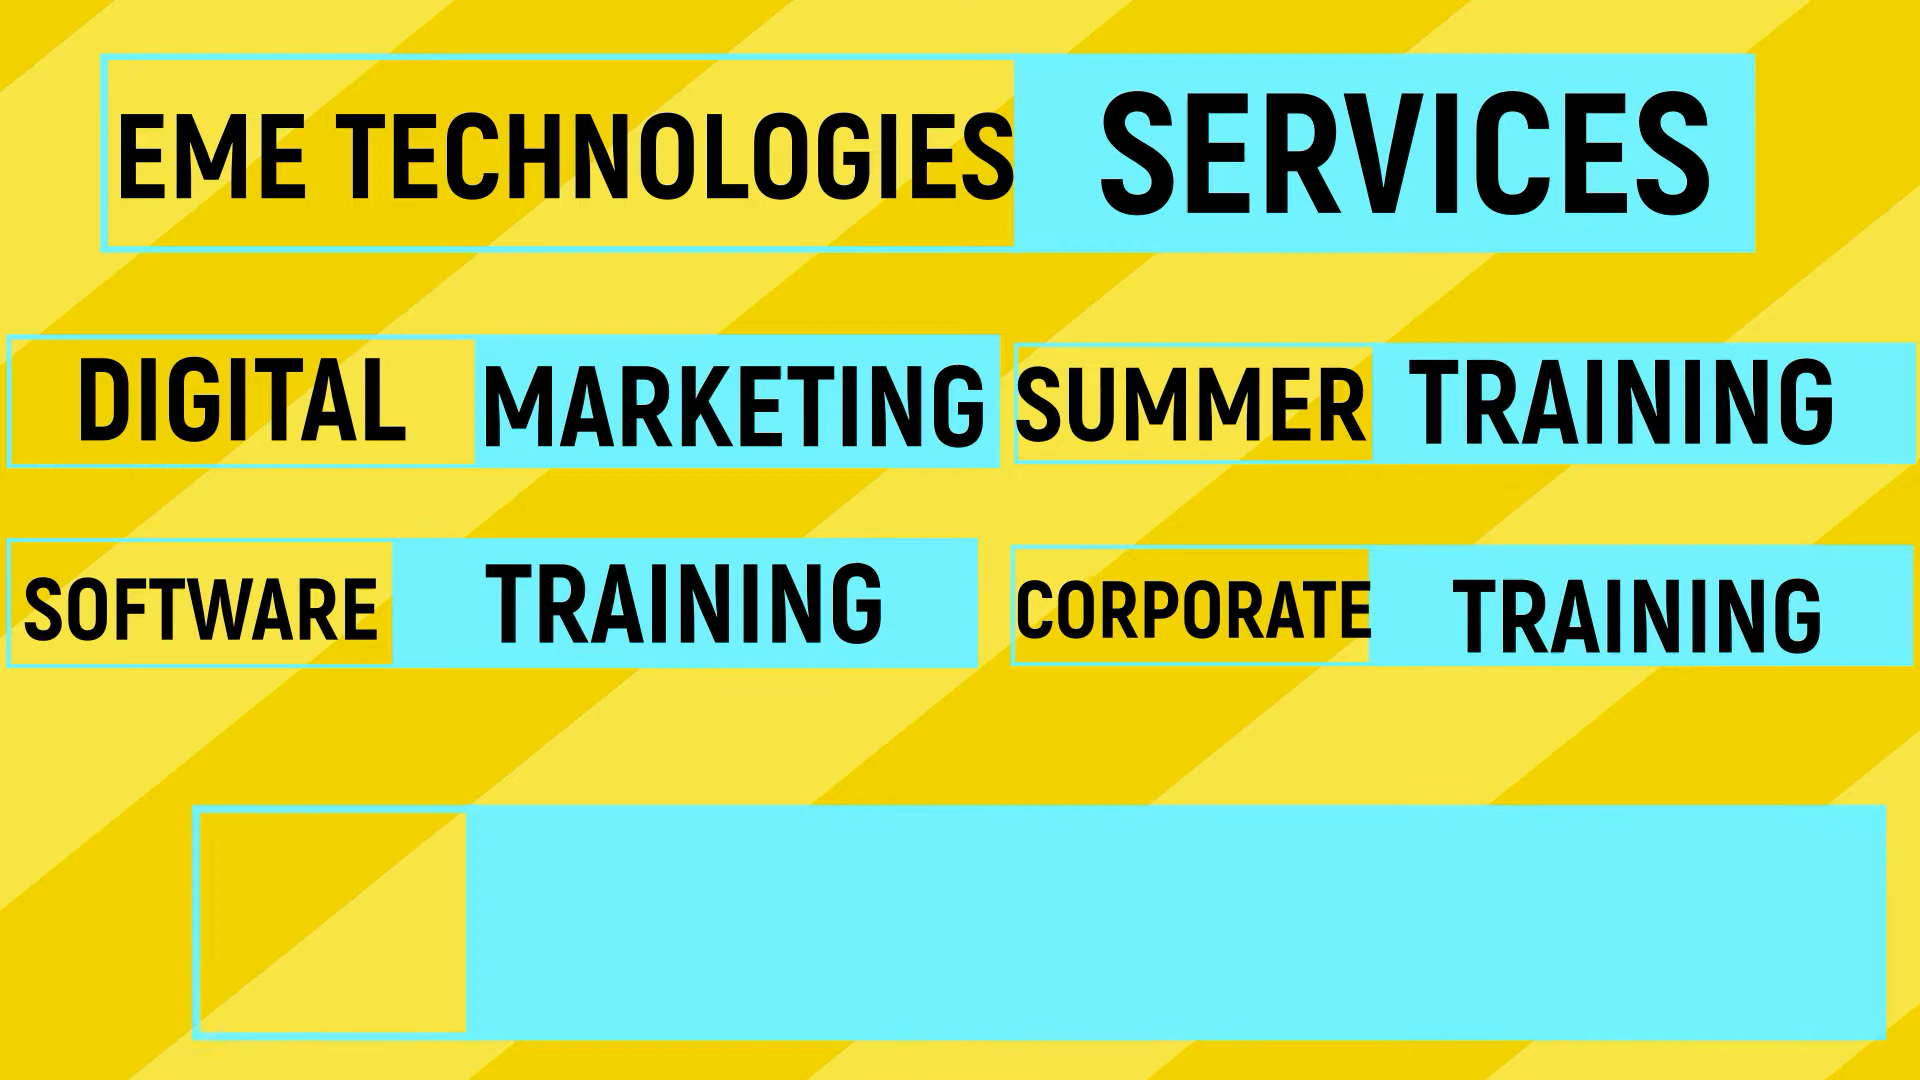 EME TECHNOLOGIES SERVICES
DIGITAL MARKETING
SUMMER TRAINING
SOFTWARE TRAINING
CORPORATE TRAINING